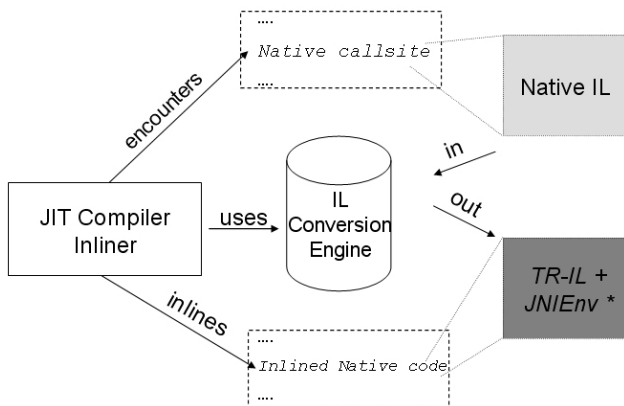 ....
Native callsite
....
encounters
Native IL
in
JIT Compiler
Inliner
uses
IL
Conversion
Engine
out
inlines
TR-IL +
JNIEnv *
....
Inlined Native code
....